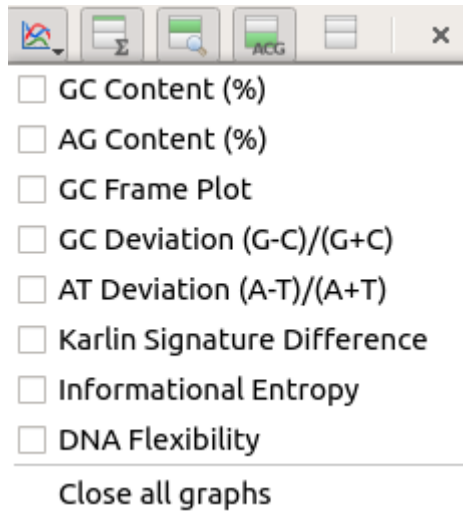 Σ
ACG
GC Content (%)
AG Content (%)
GC Frame Plot
GC Deviation (G-C)/(G+C)
AT Deviation (A-T)/(A+T)
Karlin Signature Difference
Informational Entropy
DNA Flexibility
Close all graphs